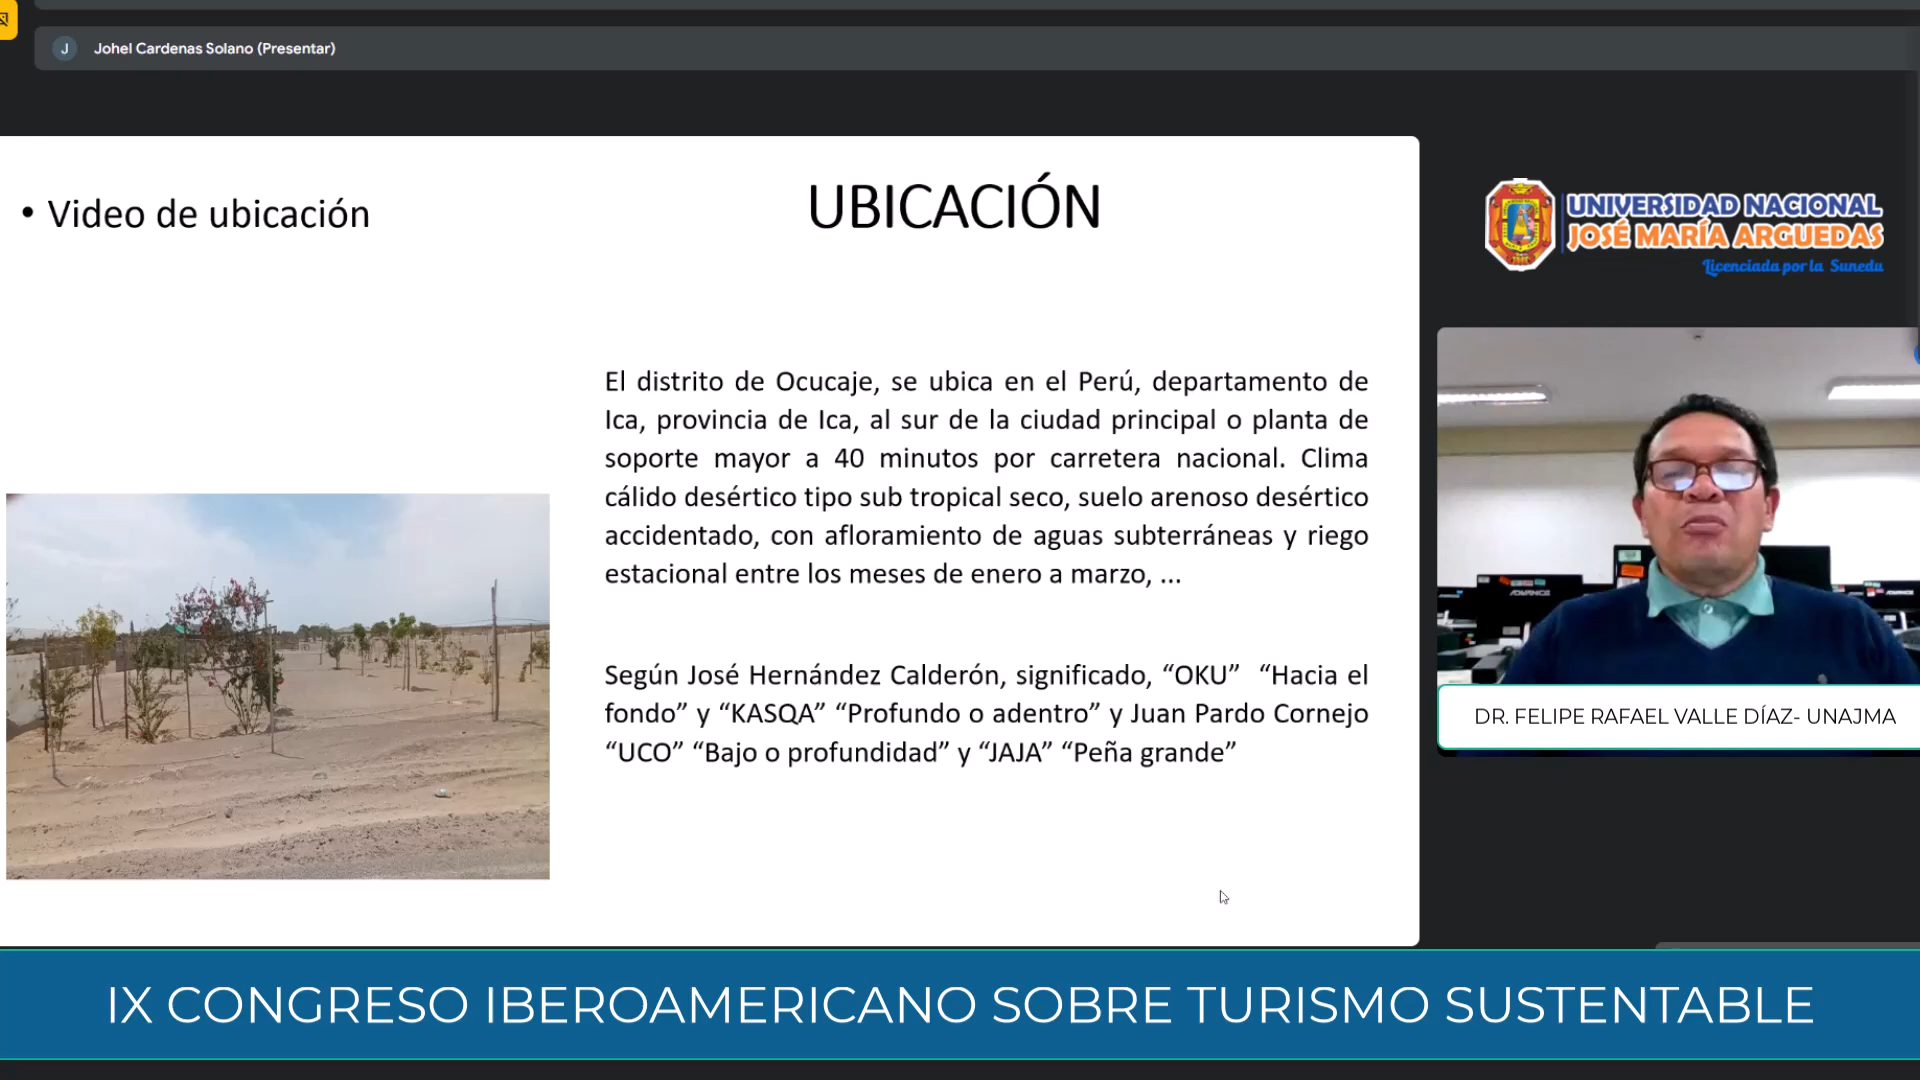 J Johel Cardenas Solano (Presentar)
• Video de ubicación
UBICACIÓN
El distrito de Ocucaje, se ubica en el Perú, departamento de
Ica, provincia de Ica, al sur de la ciudad principal o planta de
soporte mayor a 40 minutos por carretera nacional. Clima
cálido desértico tipo sub tropical seco, suelo arenoso desértico
accidentado, con afloramiento de aguas subterráneas y riego
estacional entre los meses de enero a marzo, ...
Según José Hernández Calderón, significado, “OKU”  “Hacia el
fondo” y “KASQA” “Profundo o adentro” y Juan Pardo Cornejo
“UCO” “Bajo o profundidad” y “JAJA” “Peña grande”
UNIVERSIDAD NACIONAL
JOSÉ MARÍA ARGUEDAS
Licenciada por la Sunedu
ADVANCE
ADVANCE
DR. FELIPE RAFAEL VALLE DÍAZ- UNAJMA
IX CONGRESO IBEROAMERICANO SOBRE TURISMO SUSTENTABLE